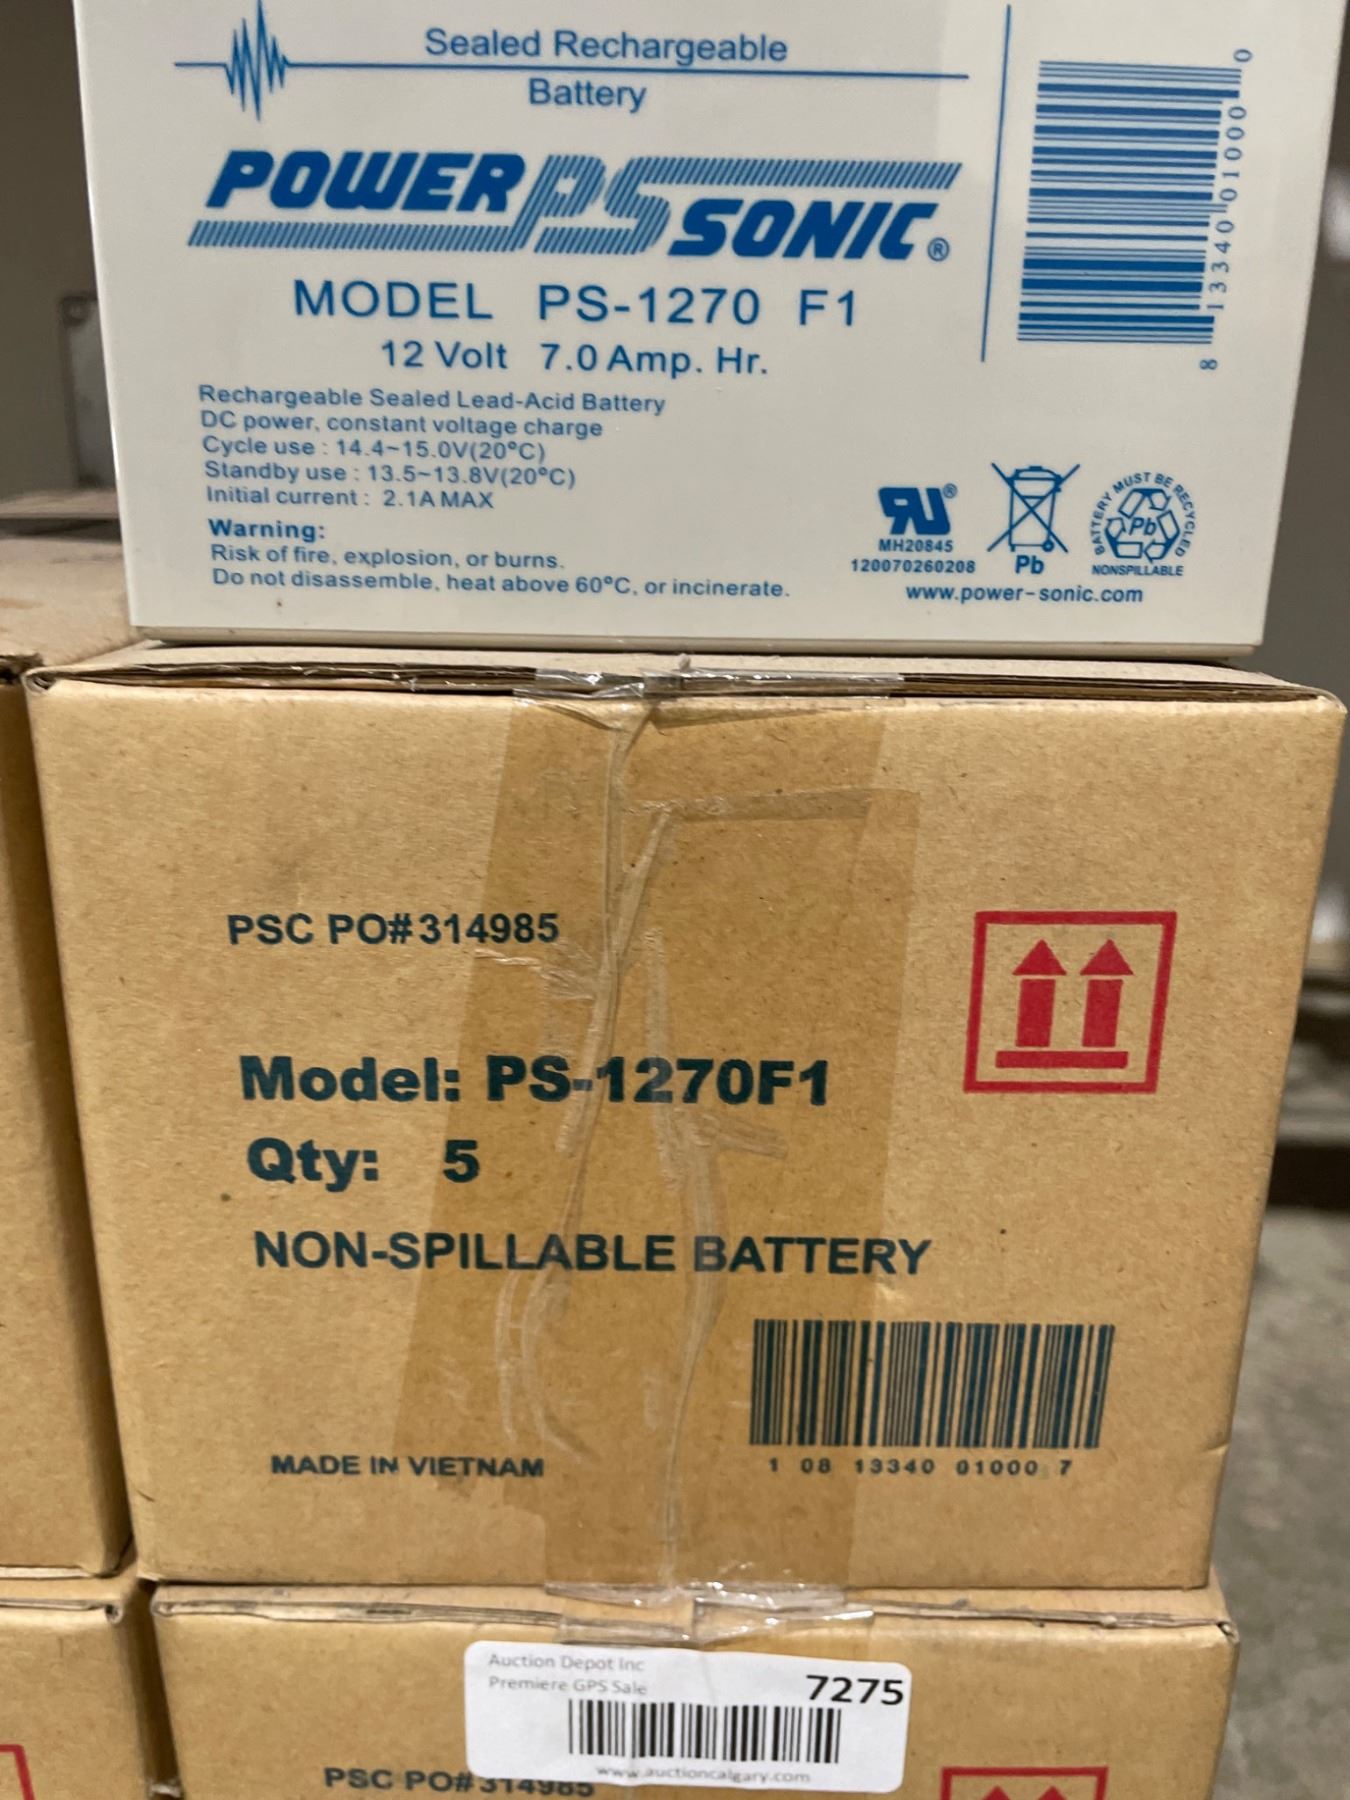 Sealed Rechargeable
Battery
POWER PS SONIC®
MODEL PS-1270 F1
12 Volt 7.0 Amp. Hr.
Rechargeable Sealed Lead-Acid Battery
DC power, constant voltage charge
Cycle use : 14.4~15.0V(20°C)
Standby use : 13.5~13.8V(20°C)
Initial current : 2.1A MAX
Warning:
Risk of fire, explosion, or burns.
Do not disassemble, heat above 60°C, or incinerate.
8 13340 01000 0
RU®
MH20845
120070260208
Pb
BATTERY MUST BE RECYCLED
Pb
NONSPILLABLE
www.power-sonic.com
PSC PO#314985
Model: PS-1270F1
Qty: 5
NON-SPILLABLE BATTERY
MADE IN VIETNAM
1 08 13340 01000 7
Auction Depot Inc
Premiere GPS Sale
7275
www.auctioncalgary.com
PSC PO#314985